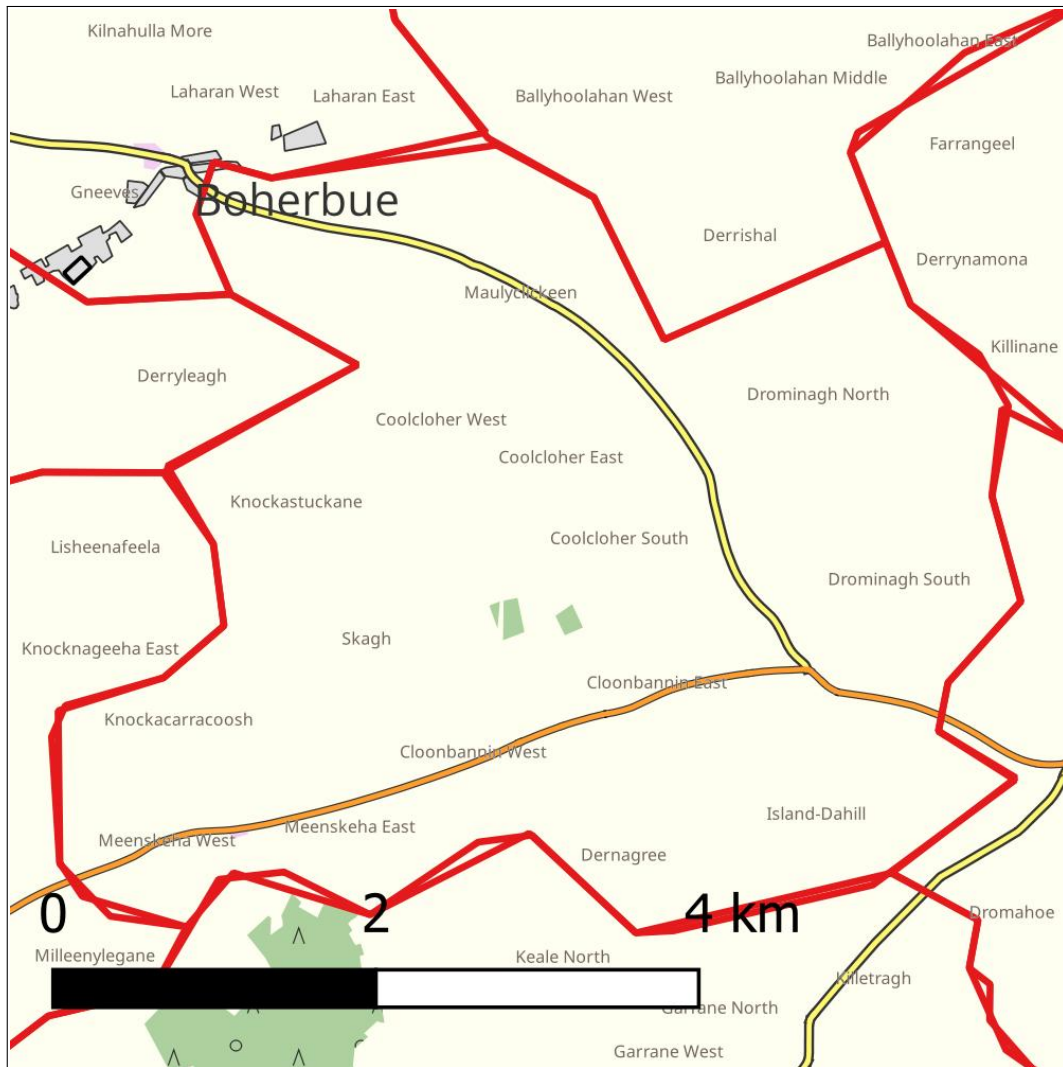 Kilnahulla More
Ballyhoolahan East
Ballyhoolahan Middle
Laharan West
Laharan East
Ballyhoolahan West
Farrangeel
Gneeves
Boherbue
Derrishal
Derrynamona
Maulyclickeen
Killinane
Derryleagh
Drominagh North
Coolcloher West
Coolcloher East
Knockastuckane
Coolcloher South
Lisheenafeela
Drominagh South
Skagh
Knocknageeha East
Cloonbannin East
Knockacarracoosh
Cloonbannin West
Island-Dahill
Meenskeha East
Meenskeha West
Dernagree
0 2 4 km
Dromahoe
Milleenylegane
Keale North
Killetragh
Garrane North
Garrane West